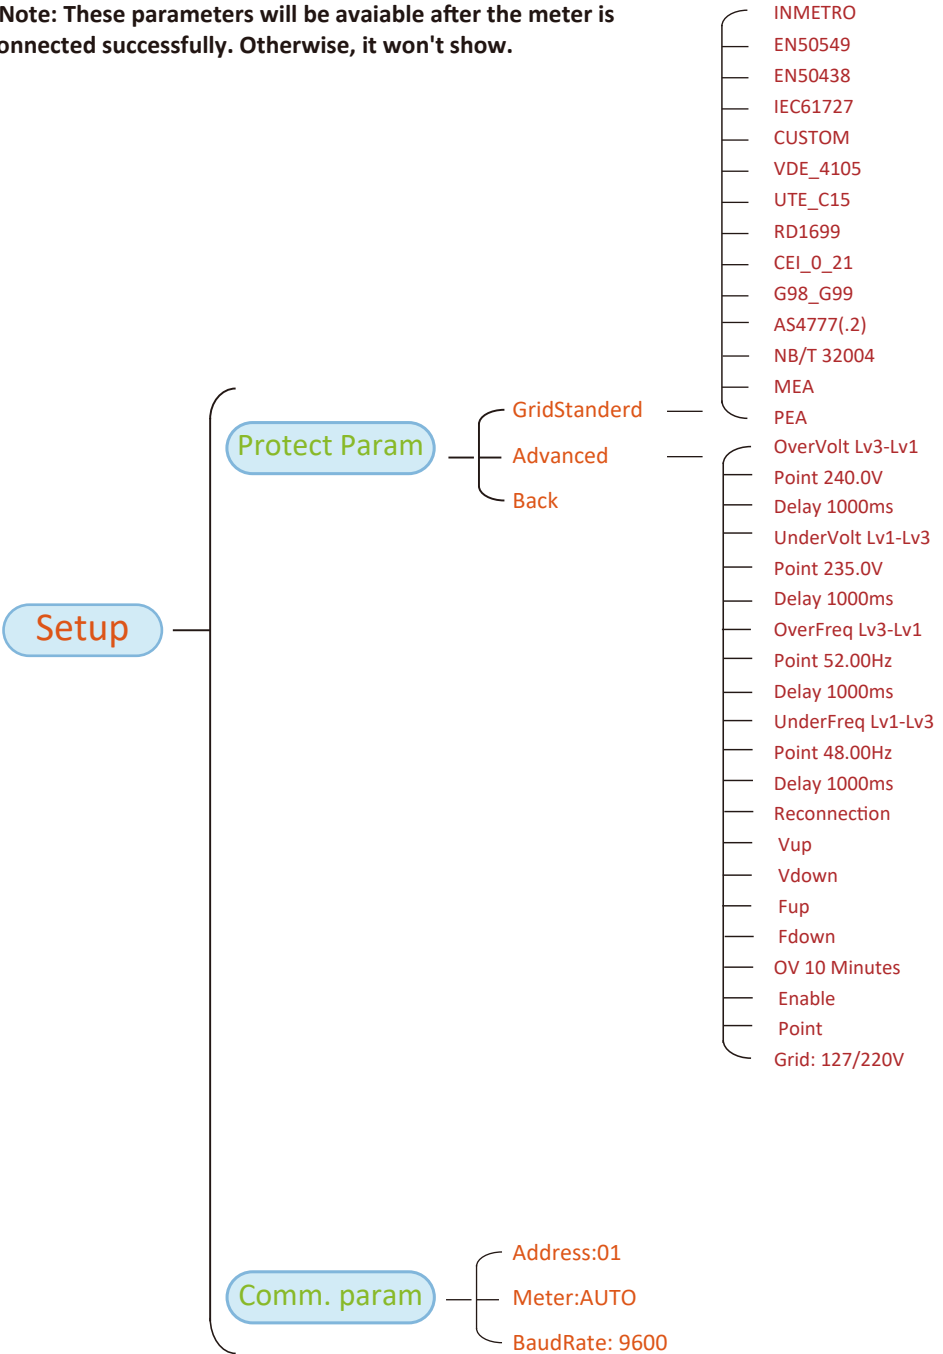 Note: These parameters will be avaiable after the meter is
onnected successfully. Otherwise, it won't show.
INMETRO
EN50549
EN50438
IEC61727
CUSTOM
VDE_4105
UTE_C15
RD1699
CEI_0_21
G98_G99
AS4777(.2)
NB/T 32004
MEA
PEA
Setup
Protect Param
GridStanderd
Advanced
Back
OverVolt Lv3-Lv1
Point 240.0V
Delay 1000ms
UnderVolt Lv1-Lv3
Point 235.0V
Delay 1000ms
OverFreq Lv3-Lv1
Point 52.00Hz
Delay 1000ms
UnderFreq Lv1-Lv3
Point 48.00Hz
Delay 1000ms
Reconnection
Vup
Vdown
Fup
Fdown
OV 10 Minutes
Enable
Point
Grid: 127/220V
Comm. param
Address:01
Meter:AUTO
BaudRate: 9600